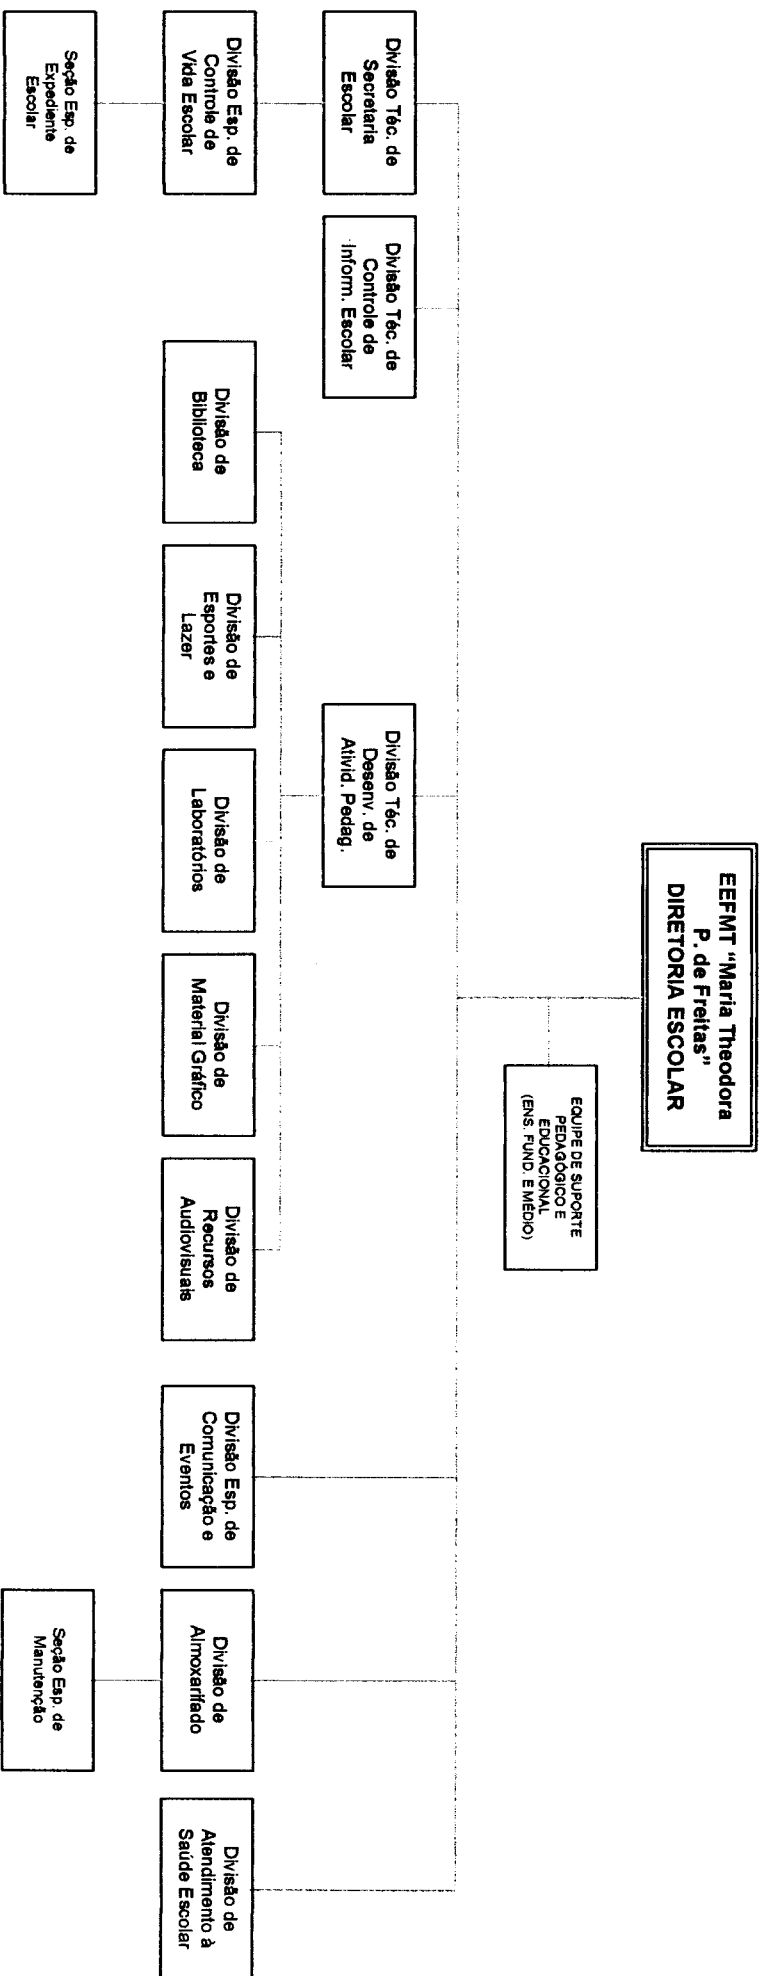 EEFMT “Maria Theodora
P. de Freitas”
DIRETORIA ESCOLAR
EQUIPE DE SUPORTE
PEDAGÓGICO E
EDUCACIONAL
(ENS. FUND. E MÉDIO)
Divisão Téc. de
Secretaria
Escolar
Divisão Téc. de
Controle de
Inform. Escolar
Divisão Téc. de
Desenv. de
Ativid. Pedag.
Divisão Esp. de
Controle de
Vida Escolar
Divisão de
Biblioteca
Divisão de
Esportes e
Lazer
Divisão de
Laboratórios
Divisão de
Material Gráfico
Divisão de
Recursos
Audiovisuais
Divisão Esp. de
Comunicação e
Eventos
Divisão de
Almoxarifado
Divisão de
Atendimento à
Saúde Escolar
Seção Esp. de
Expediente
Escolar
Seção Esp. de
Manutenção